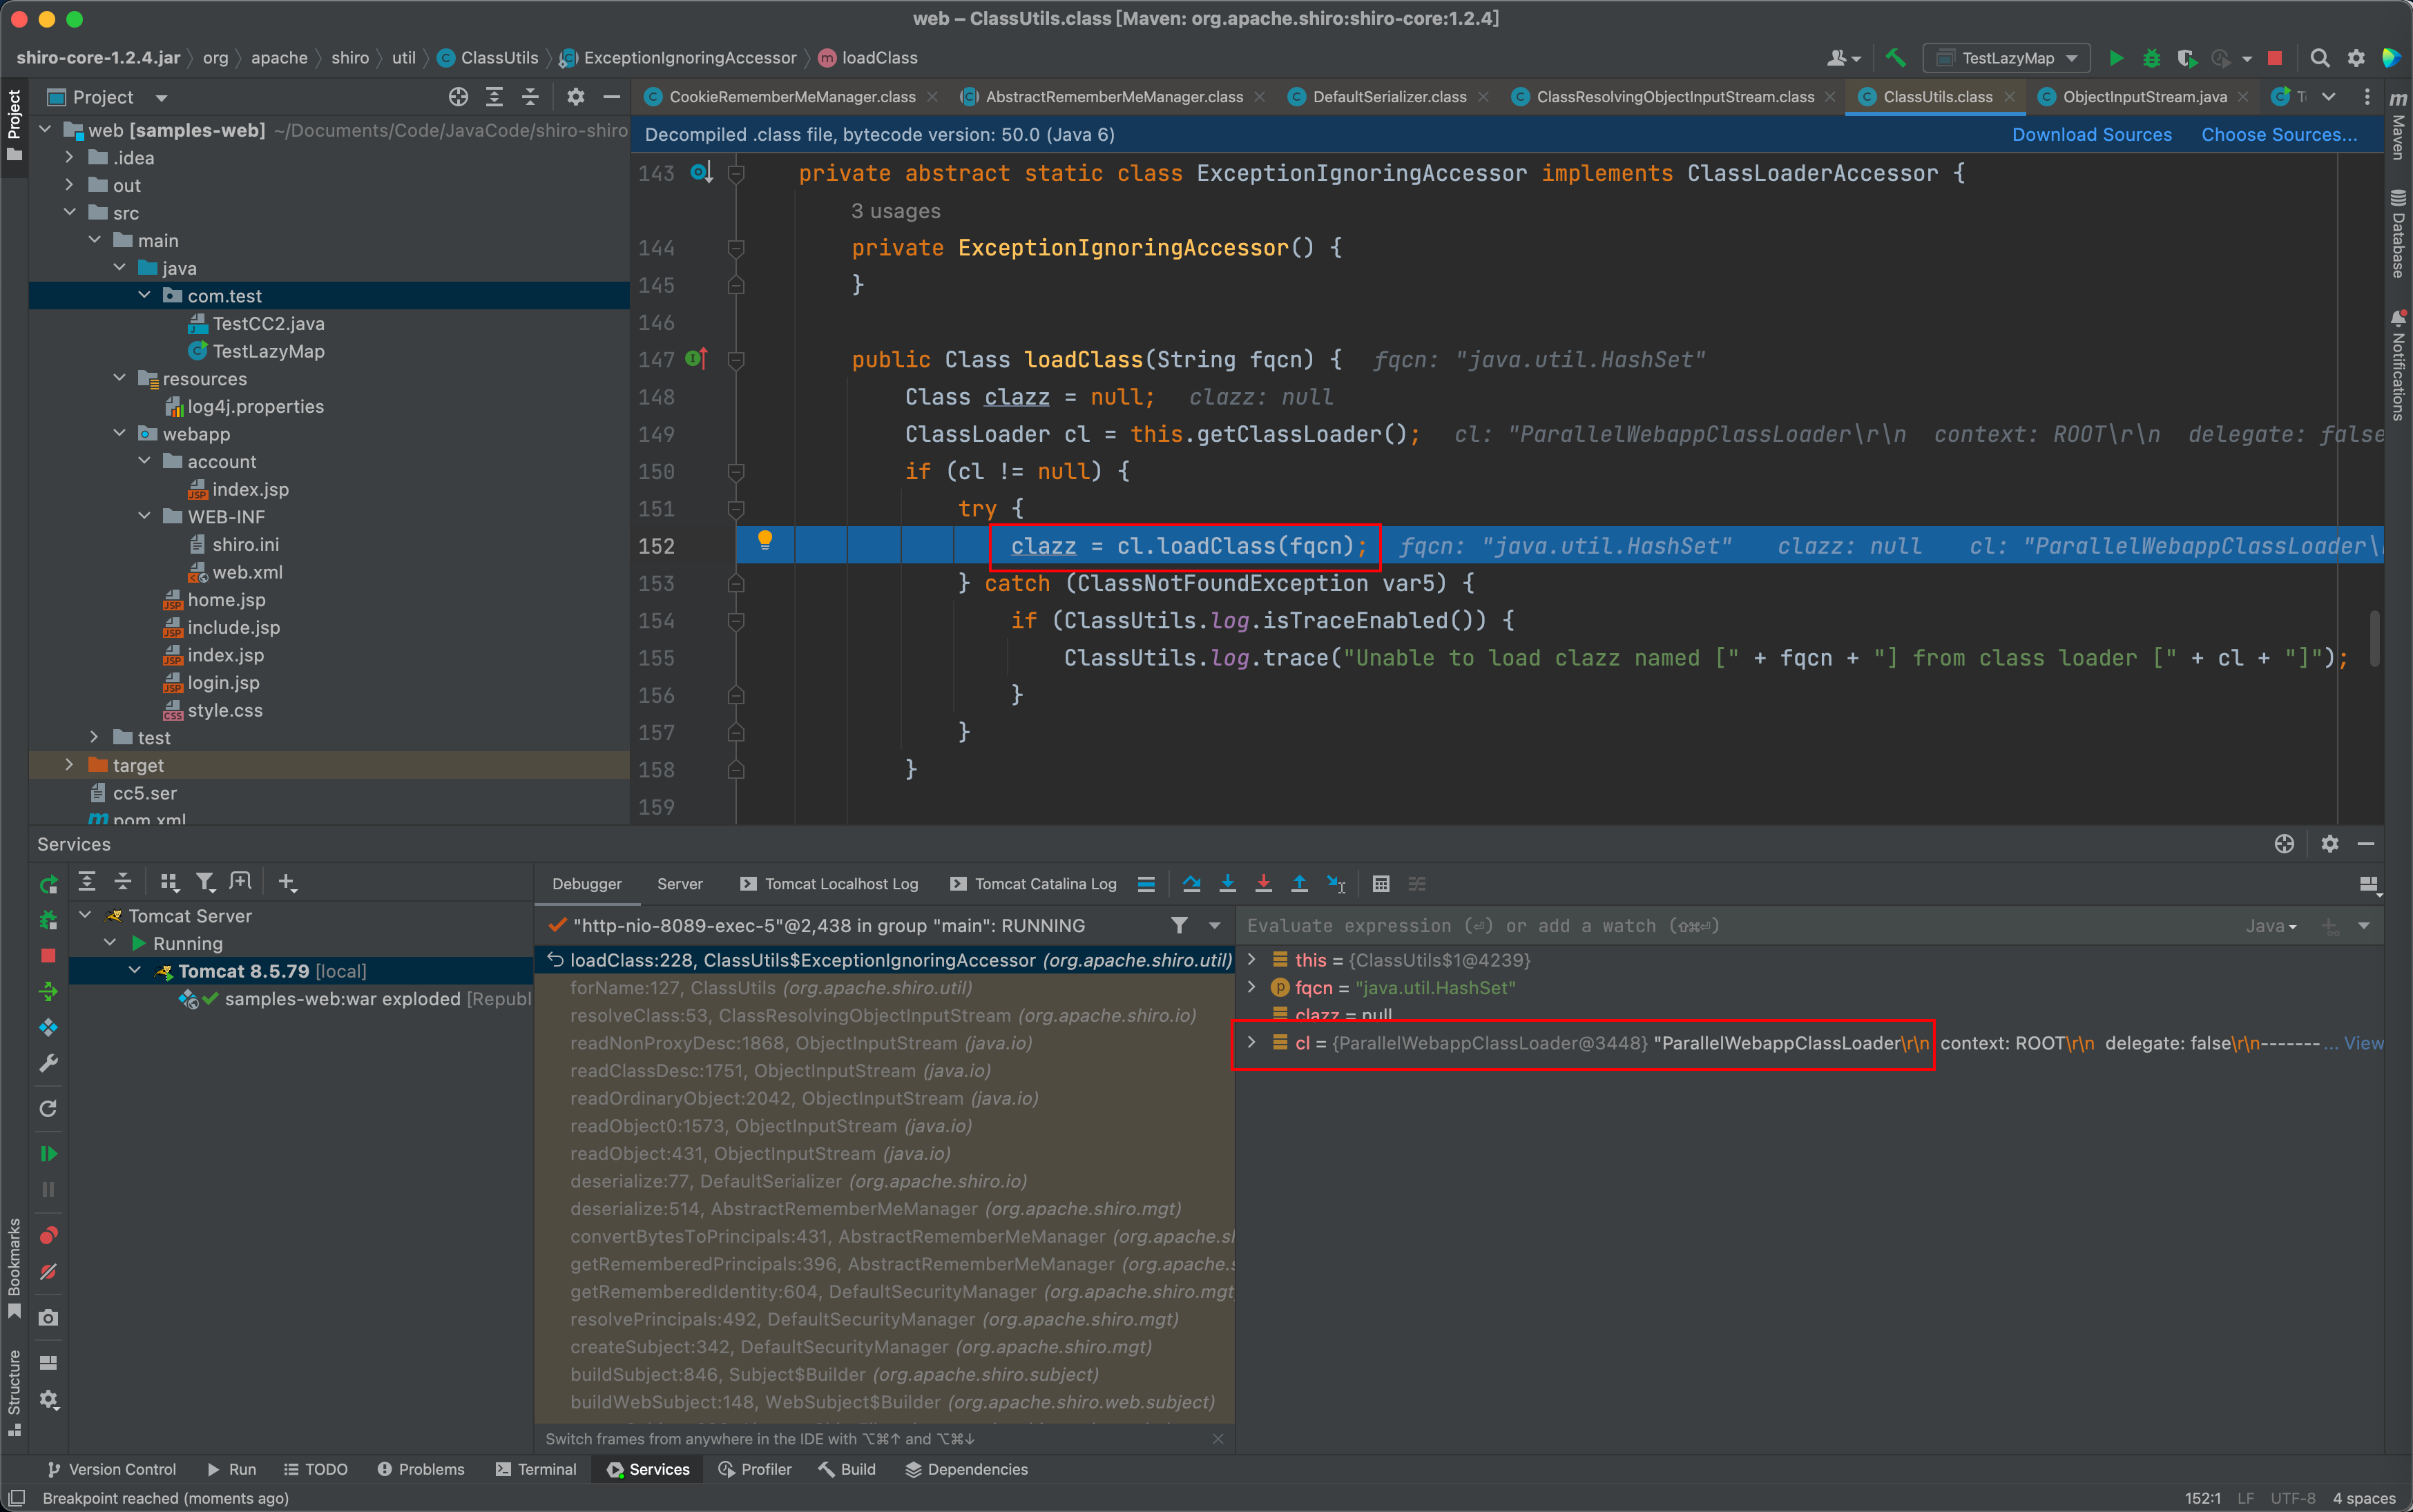 web – ClassUtils.class [Maven: org.apache.shiro:shiro-core:1.2.4]
shiro-core-1.2.4.jar org apache shiro util ClassUtils ExceptionIgnoringAccessor loadClass
TestLazyMap
Project
CookieRememberMeManager.class AbstractRememberMeManager.class DefaultSerializer.class ClassResolvingObjectInputStream.class ClassUtils.class ObjectInputStream.java
Decompiled .class file, bytecode version: 50.0 (Java 6) Download Sources Choose Sources...
Project
Bookmarks
Structure
Maven
Database
Notifications
web [samples-web] ~/Documents/Code/JavaCode/shiro-shiro
.idea
out
src
main
java
com.test
TestCC2.java
TestLazyMap
resources
log4j.properties
webapp
account
index.jsp
WEB-INF
shiro.ini
web.xml
home.jsp
include.jsp
index.jsp
login.jsp
style.css
test
target
cc5.ser
pom.xml
143 private abstract static class ExceptionIgnoringAccessor implements ClassLoaderAccessor {
3 usages
144 private ExceptionIgnoringAccessor() {
145 }
146
147 public Class loadClass(String fqcn) { fqcn: "java.util.HashSet"
148 Class clazz = null; clazz: null
149 ClassLoader cl = this.getClassLoader(); cl: "ParallelWebappClassLoader\r\n context: ROOT\r\n delegate: false
150 if (cl != null) {
151 try {
152 clazz = cl.loadClass(fqcn); fqcn: "java.util.HashSet" clazz: null cl: "ParallelWebappClassLoader\
153 } catch (ClassNotFoundException var5) {
154 if (ClassUtils.log.isTraceEnabled()) {
155 ClassUtils.log.trace("Unable to load clazz named [" + fqcn + "] from class loader [" + cl + "]");
156 }
157 }
158 }
159
Services
Debugger Server Tomcat Localhost Log Tomcat Catalina Log
Tomcat Server
Running
Tomcat 8.5.79 [local]
samples-web:war exploded [Republ
"http-nio-8089-exec-5"@2,438 in group "main": RUNNING
loadClass:228, ClassUtils$ExceptionIgnoringAccessor (org.apache.shiro.util)
forName:127, ClassUtils (org.apache.shiro.util)
resolveClass:53, ClassResolvingObjectInputStream (org.apache.shiro.io)
readNonProxyDesc:1868, ObjectInputStream (java.io)
readClassDesc:1751, ObjectInputStream (java.io)
readOrdinaryObject:2042, ObjectInputStream (java.io)
readObject0:1573, ObjectInputStream (java.io)
readObject:431, ObjectInputStream (java.io)
deserialize:77, DefaultSerializer (org.apache.shiro.io)
deserialize:514, AbstractRememberMeManager (org.apache.shiro.mgt)
convertBytesToPrincipals:431, AbstractRememberMeManager (org.apache.sh
getRememberedPrincipals:396, AbstractRememberMeManager (org.apache.s
getRememberedIdentity:604, DefaultSecurityManager (org.apache.shiro.mgt
resolvePrincipals:492, DefaultSecurityManager (org.apache.shiro.mgt)
createSubject:342, DefaultSecurityManager (org.apache.shiro.mgt)
buildSubject:846, Subject$Builder (org.apache.shiro.subject)
buildWebSubject:148, WebSubject$Builder (org.apache.shiro.web.subject)
Switch frames from anywhere in the IDE with ⌥⌘↑ and ⌥⌘↓
Evaluate expression (⏎) or add a watch (⇧⌘⏎) Java
this = {ClassUtils$1@4239}
fqcn = "java.util.HashSet"
clazz = null
cl = {ParallelWebappClassLoader@3448} "ParallelWebappClassLoader\r\n context: ROOT\r\n delegate: false\r\n------- ... View
Version Control Run TODO Problems Terminal Services Profiler Build Dependencies
Breakpoint reached (moments ago) 152:1 LF UTF-8 4 spaces